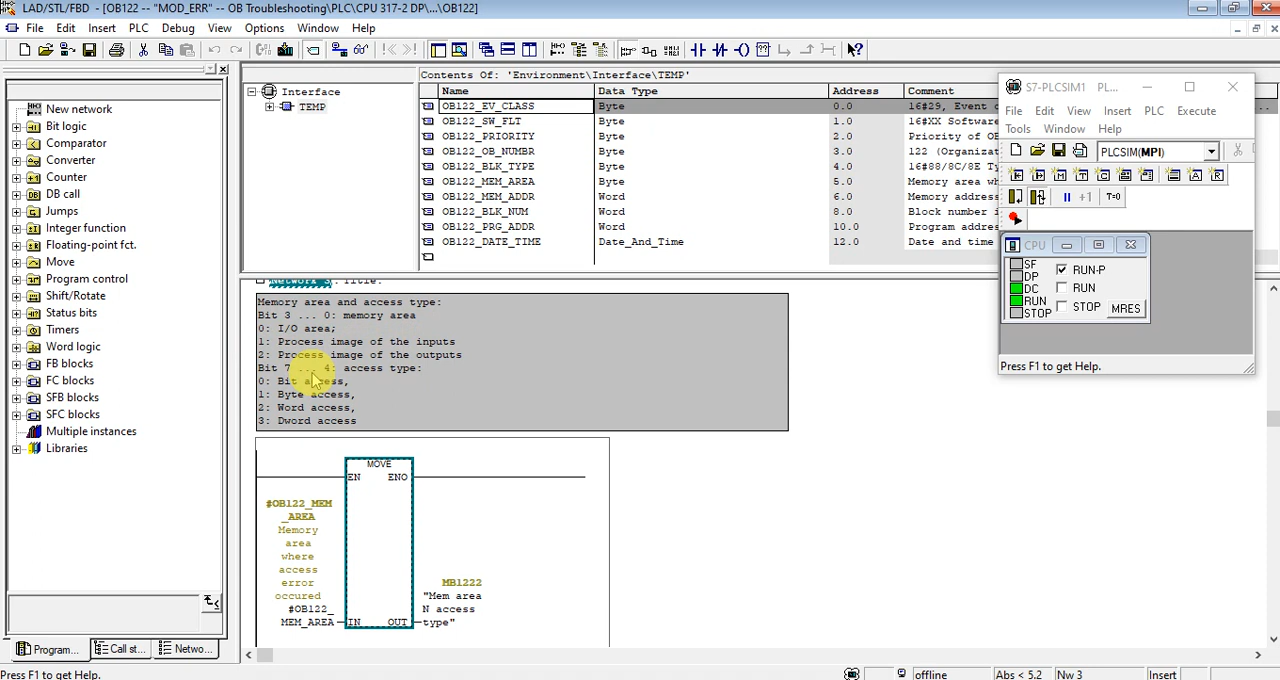 LAD/STL/FBD - [OB122 -- "MOD_ERR" -- OB Troubleshooting\PLC\CPU 317-2 DP\...\OB122]
File Edit Insert PLC Debug View Options Window Help
New network
Bit logic
Comparator
Converter
Counter
DB call
Jumps
Integer function
Floating-point fct.
Move
Program control
Shift/Rotate
Status bits
Timers
Word logic
FB blocks
FC blocks
SFB blocks
SFC blocks
Multiple instances
Libraries
Program... Call st... Netwo...
Interface
TEMP
Contents Of: 'Environment\Interface\TEMP'
Name Data Type Address Comment
OB122_EV_CLASS Byte 0.0 16#29, Event
OB122_SW_FLT Byte 1.0 16#XX Software
OB122_PRIORITY Byte 2.0 Priority of
OB122_OB_NUMBR Byte 3.0 122 (Organizat
OB122_BLK_TYPE Byte 4.0 16#88/8C/8E
OB122_MEM_AREA Byte 5.0 Memory area
OB122_MEM_ADDR Word 6.0 Memory address
OB122_BLK_NUM Word 8.0 Block number
OB122_PRG_ADDR Word 10.0 Program addre
OB122_DATE_TIME Date_And_Time 12.0 Date and time
Network 3: Title:
Memory area and access type:
Bit 3 ... 0: memory area
0: I/O area;
1: Process image of the inputs
2: Process image of the outputs
Bit 7 ... 4: access type:
0: Bit access,
1: Byte access,
2: Word access,
3: Dword access
MOVE
EN ENO
#OB122_MEM
_AREA
Memory
area
where
access
error
occured
#OB122_
MEM_AREA
IN OUT
MB1222
"Mem area
N access
type"
S7-PLCSIM1 PL...
File Edit View Insert PLC Execute
Tools Window Help
PLCSIM(MPI)
+1 T=0
CPU
SF
DP
DC
RUN
STOP
RUN-P
RUN
STOP
MRES
Press F1 to get Help.
Press F1 to get Help.
offline Abs < 5.2 Nw 3 Insert